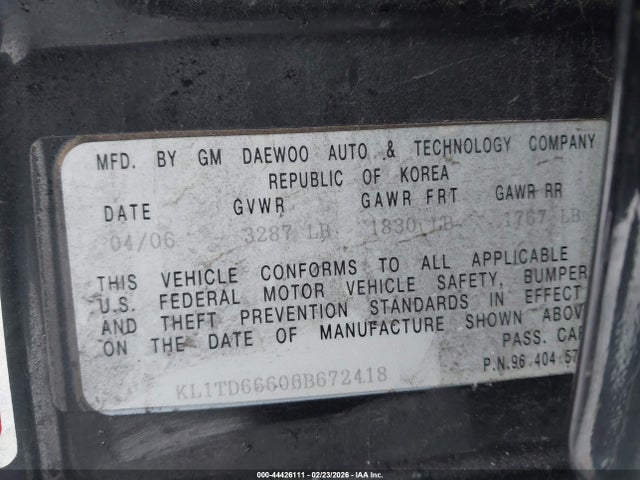 MFD. BY GM DAEWOO AUTO & TECHNOLOGY COMPANY
REPUBLIC OF KOREA
DATE GVWR GAWR FRT GAWR RR
04/06 3287 LB 1830 LB 1767 LB
THIS VEHICLE CONFORMS TO ALL APPLICABLE
U.S. FEDERAL MOTOR VEHICLE SAFETY, BUMPER
AND THEFT PREVENTION STANDARDS IN EFFECT
ON THE DATE OF MANUFACTURE SHOWN ABOV
PASS. CAR
P.N.96 404 57
KL1TD66608B672418
000-44426111 - 02/23/2026 - IAAI.com